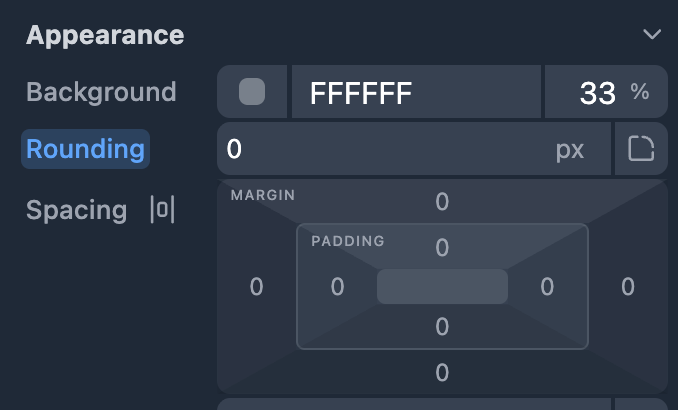 Appearance
Background FFFFFF 33 %
Rounding 0 px
Spacing
MARGIN 0
PADDING 0
0 0 0 0
0
0